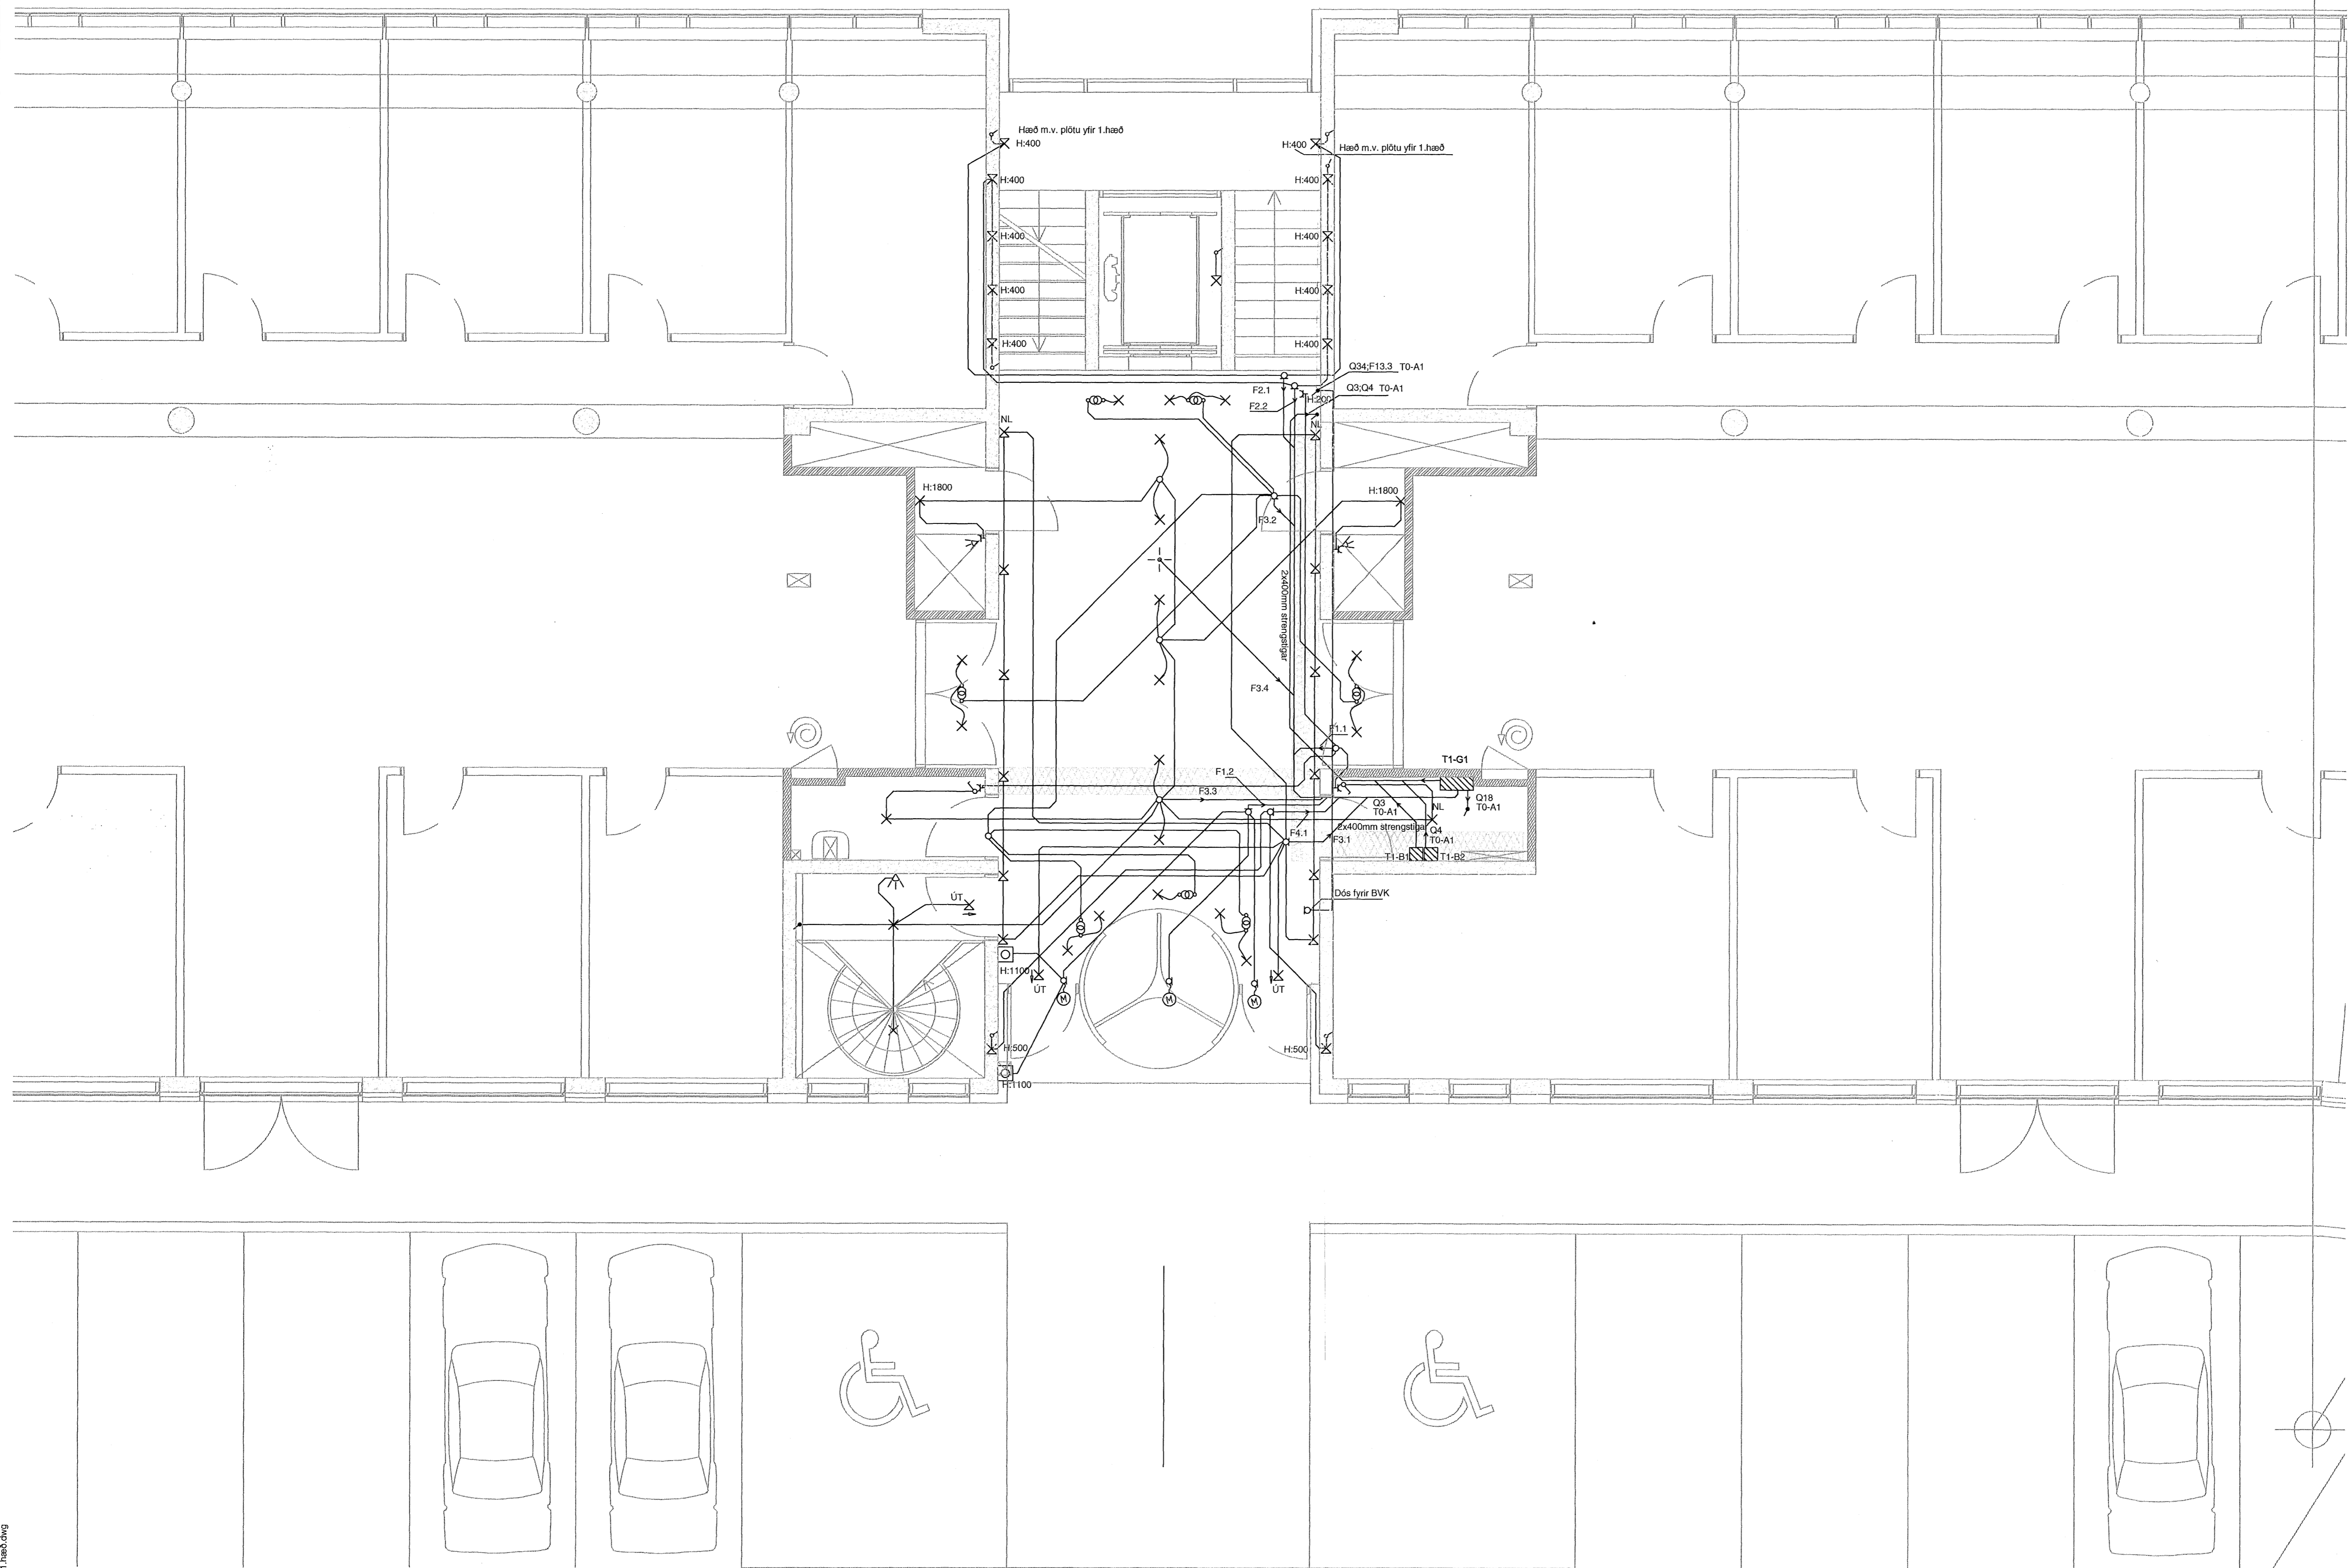 Hæð m.v. plötu yfir 1.hæð
H:400
H:400
Hæð m.v. plötu yfir 1.hæð
H:400
H:400
H:400
H:400
H:400
H:400
H:400
H:400
Q34;F13.3 T0-A1
F2.1
Q3;Q4 T0-A1
H:200
F2.2
NL
NL
H:1800
H:1800
F3.2
2x400mm strengstigar
F3.4
F1.1
T1-G1
F1.2
F3.3
Q18
T0-A1
Q3
T0-A1
NL
2x400mm strengstigar
Q4
T0-A1
F4.1
F3.1
T1-B1
T1-B2
Dós fyrir BVK
ÚT
H:1100
ÚT
ÚT
M
M
M
H:500
H:500
H:1100
1.hæð.dwg